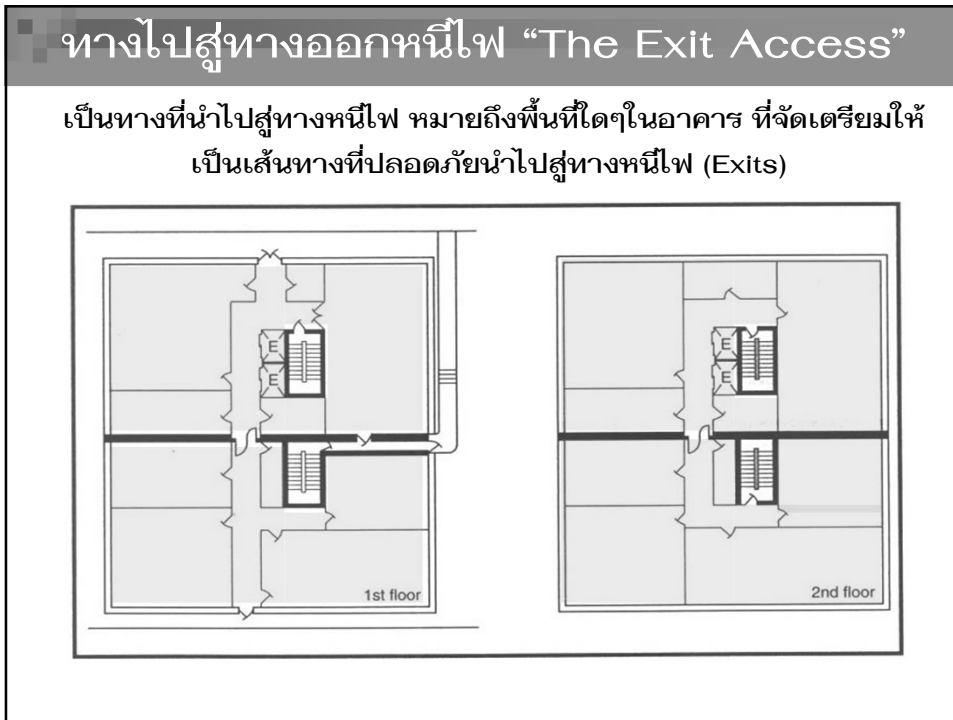 ทางไปสู่ทางออกหนีไฟ “The Exit Access”
เป็นทางที่นำไปสู่ทางหนีไฟ หมายถึงพื้นที่ใดๆในอาคาร ที่จัดเตรียมให้
เป็นเส้นทางที่ปลอดภัยนำไปสู่ทางหนีไฟ (Exits)
E
E
1st floor
E
E
2nd floor